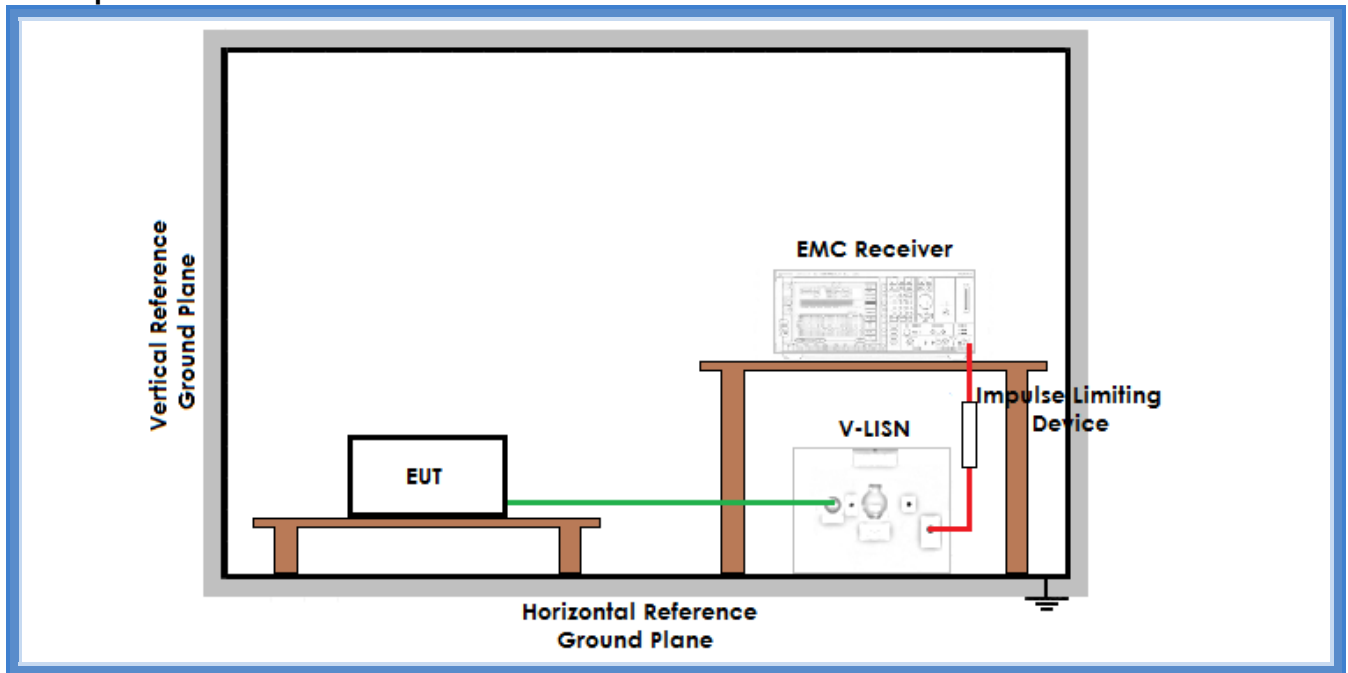 EMC Receiver
Vertical Reference
Ground Plane
Impulse Limiting
Device
V-LISN
EUT
Horizontal Reference
Ground Plane